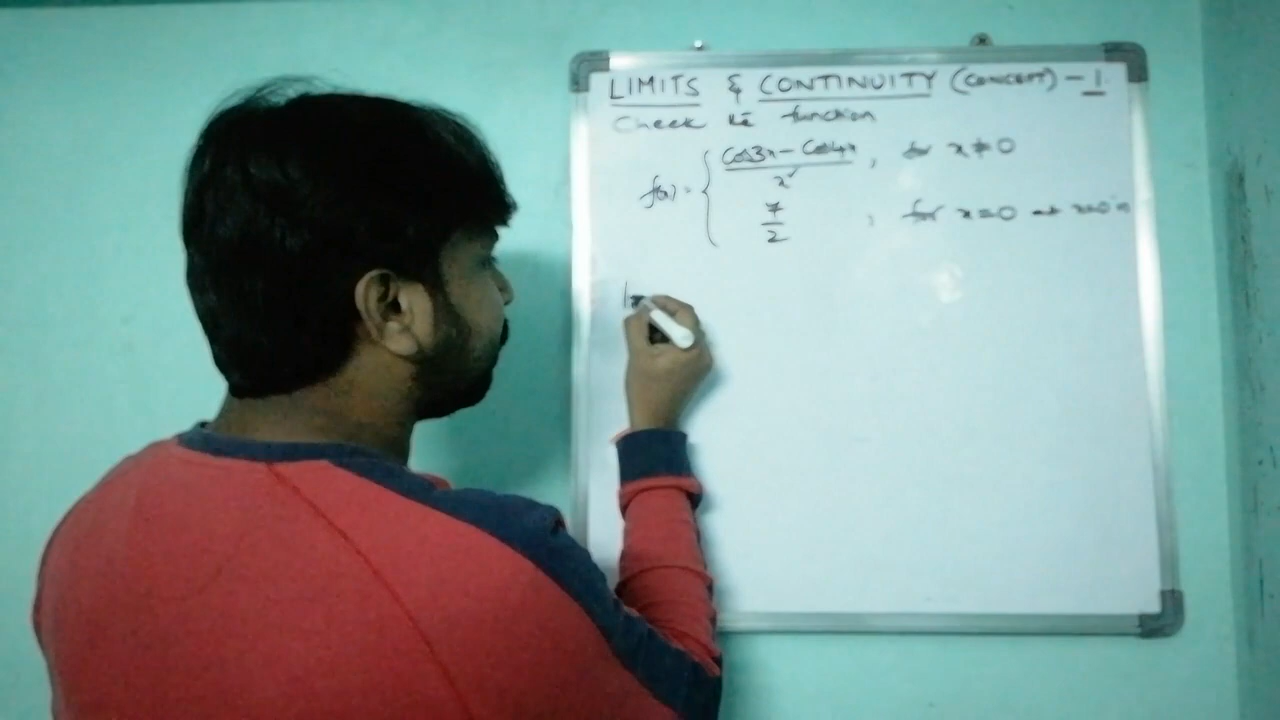 LIMITS & CONTINUITY (CONCEPT) - 1
Check the function
f(x) = { Cos3x - Cos4x / x² , for x ≠ 0
7/2 , for x = 0 at x=0